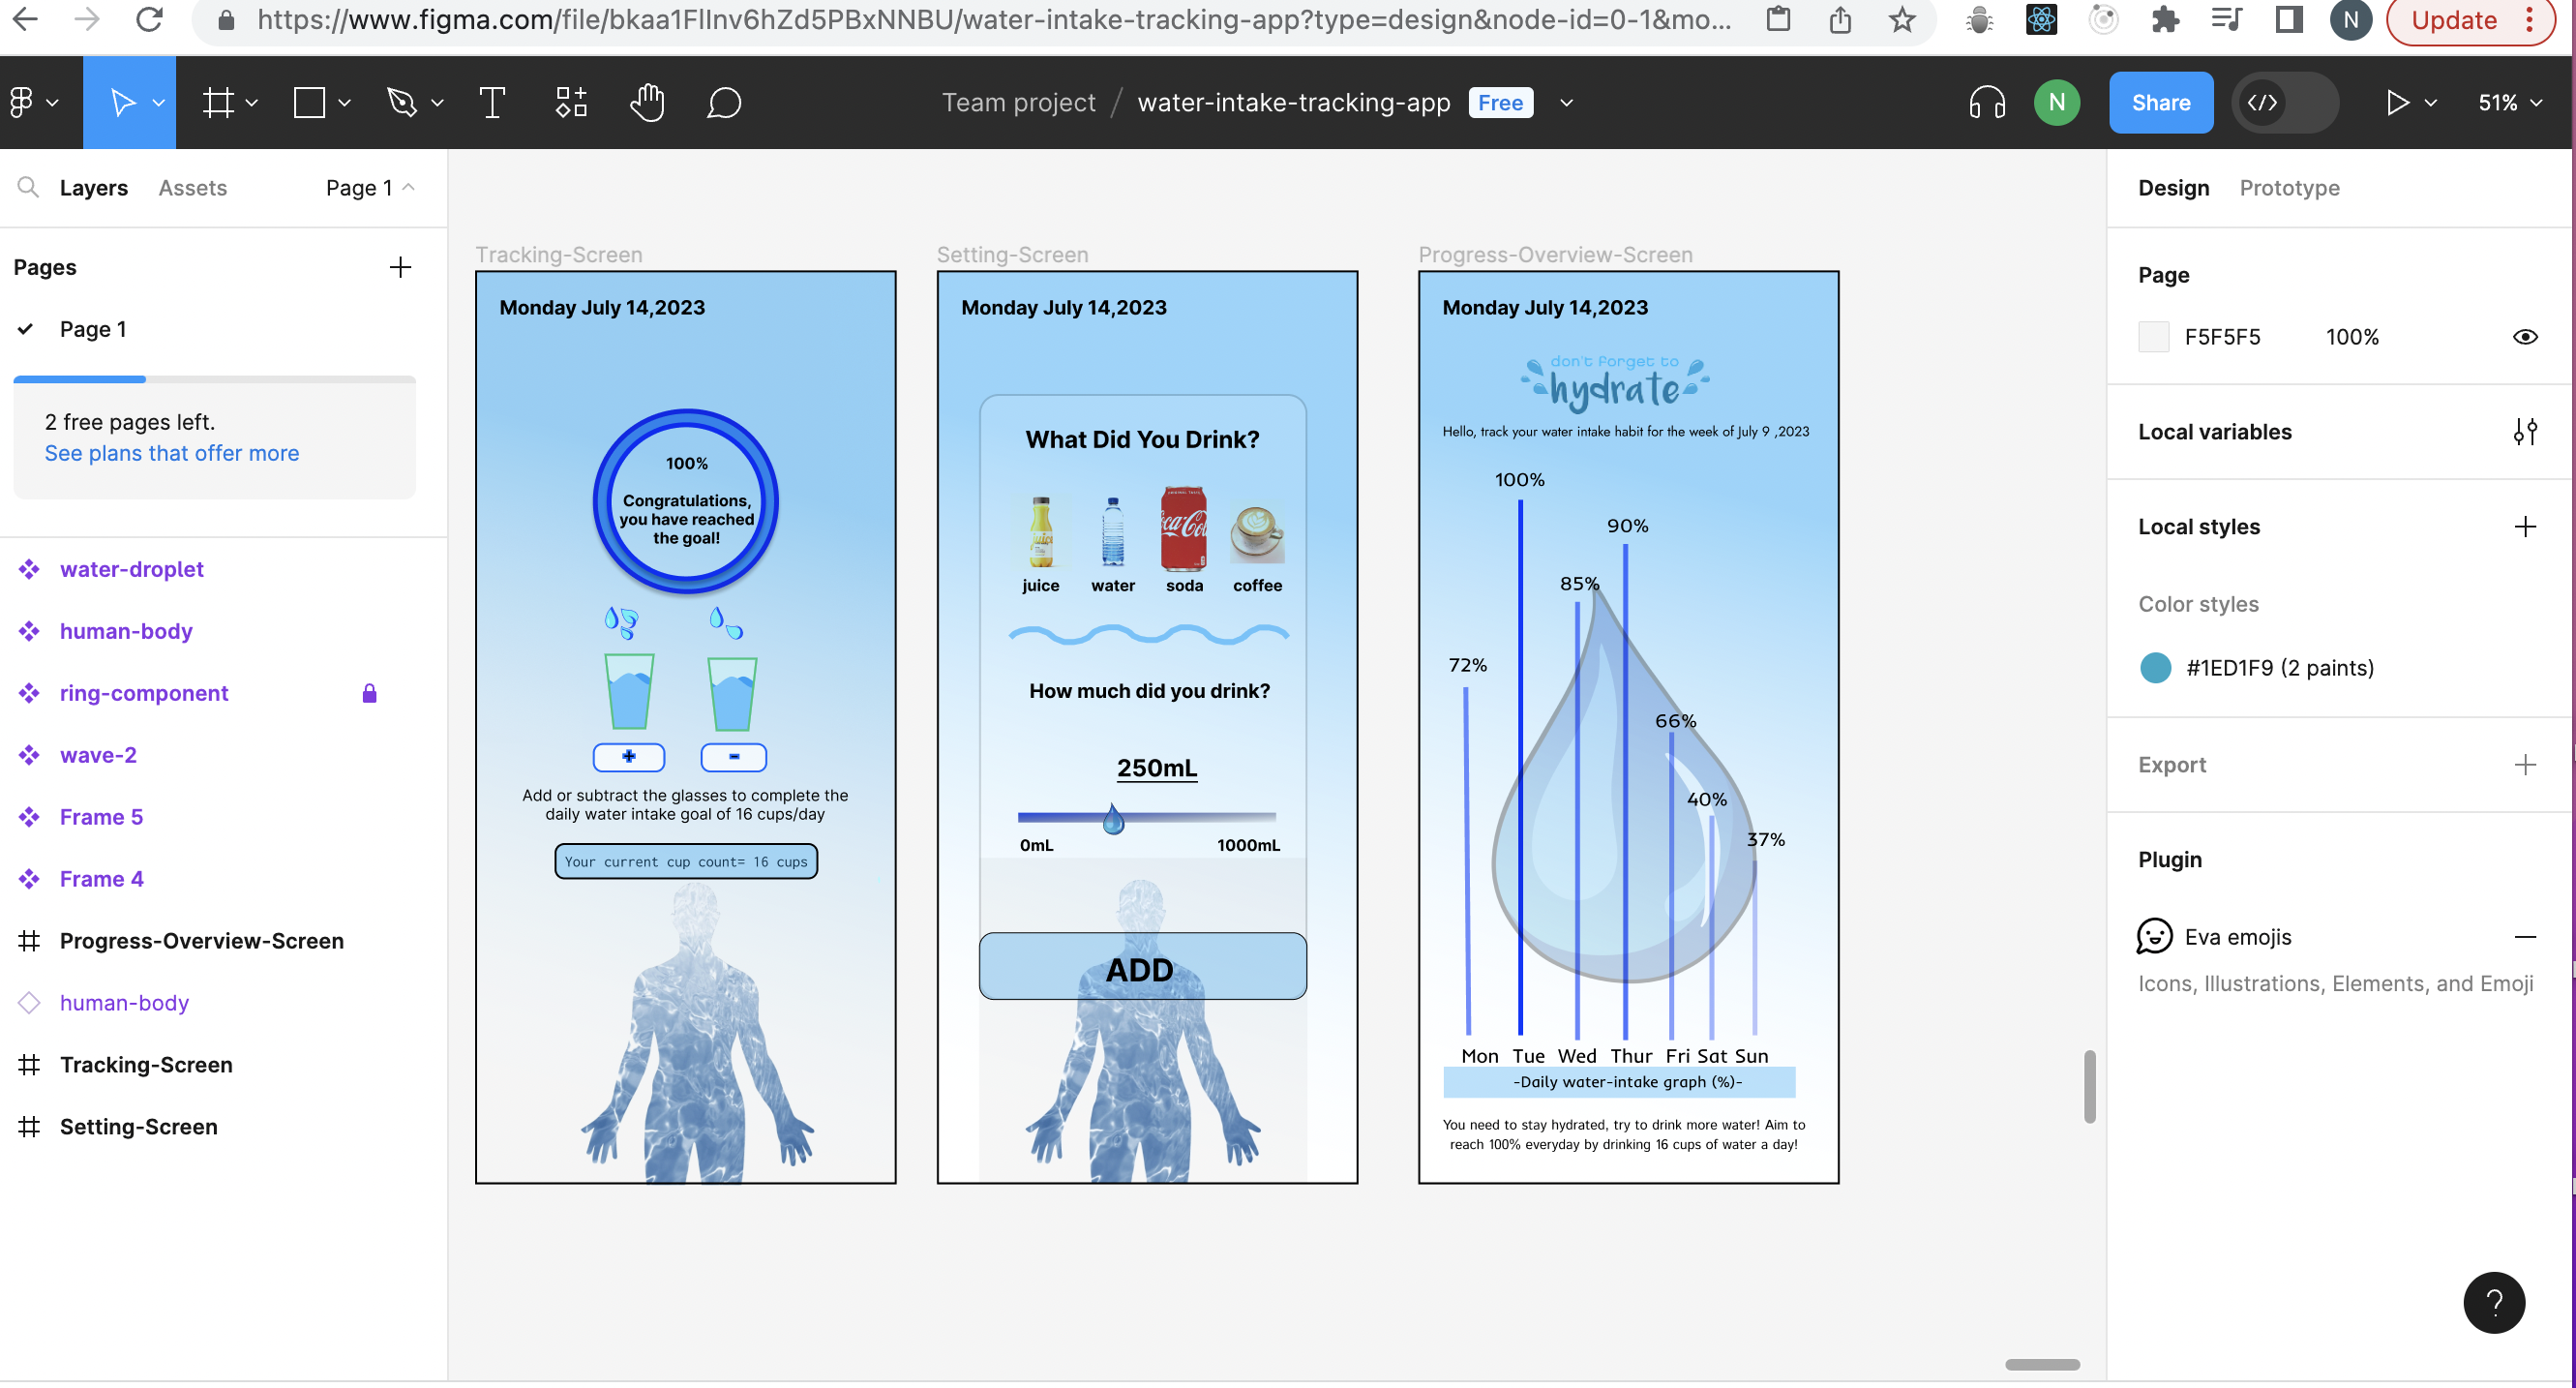 https://www.figma.com/file/bkaa1FlInv6hZd5PBxNNBU/water-intake-tracking-app?type=design&node-id=0-1&mo...
N
Update
Team project / water-intake-tracking-app
Free
N
Share
51%
Layers
Assets
Page 1
Pages
Page 1
2 free pages left.
See plans that offer more
water-droplet
human-body
ring-component
wave-2
Frame 5
Frame 4
Progress-Overview-Screen
human-body
Tracking-Screen
Setting-Screen
Tracking-Screen
Monday July 14,2023
100%
Congratulations,
you have reached
the goal!
+
-
Add or subtract the glasses to complete the
daily water intake goal of 16 cups/day
Your current cup count= 16 cups
Setting-Screen
Monday July 14,2023
What Did You Drink?
juice
Coca-Cola
juice water soda coffee
How much did you drink?
250mL
0mL
1000mL
ADD
Progress-Overview-Screen
Monday July 14,2023
don't forget to
hydrate
Hello, track your water intake habit for the week of July 9 ,2023
100%
90%
85%
72%
66%
40%
37%
Mon Tue Wed Thur Fri Sat Sun
-Daily water-intake graph (%)-
You need to stay hydrated, try to drink more water! Aim to
reach 100% everyday by drinking 16 cups of water a day!
Design
Prototype
Page
F5F5F5
100%
Local variables
Local styles
Color styles
#1ED1F9 (2 paints)
Export
Plugin
Eva emojis
Icons, Illustrations, Elements, and Emoji
?